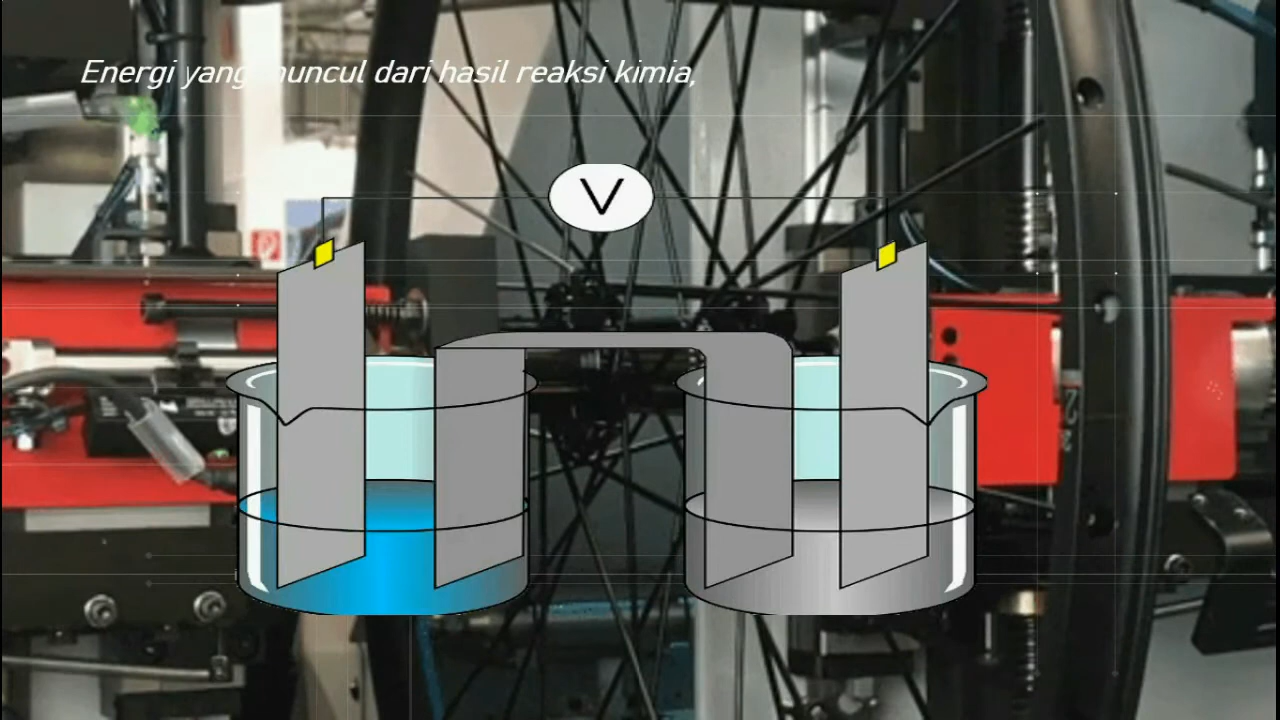 Energi yang muncul dari hasil reaksi kimia,
V